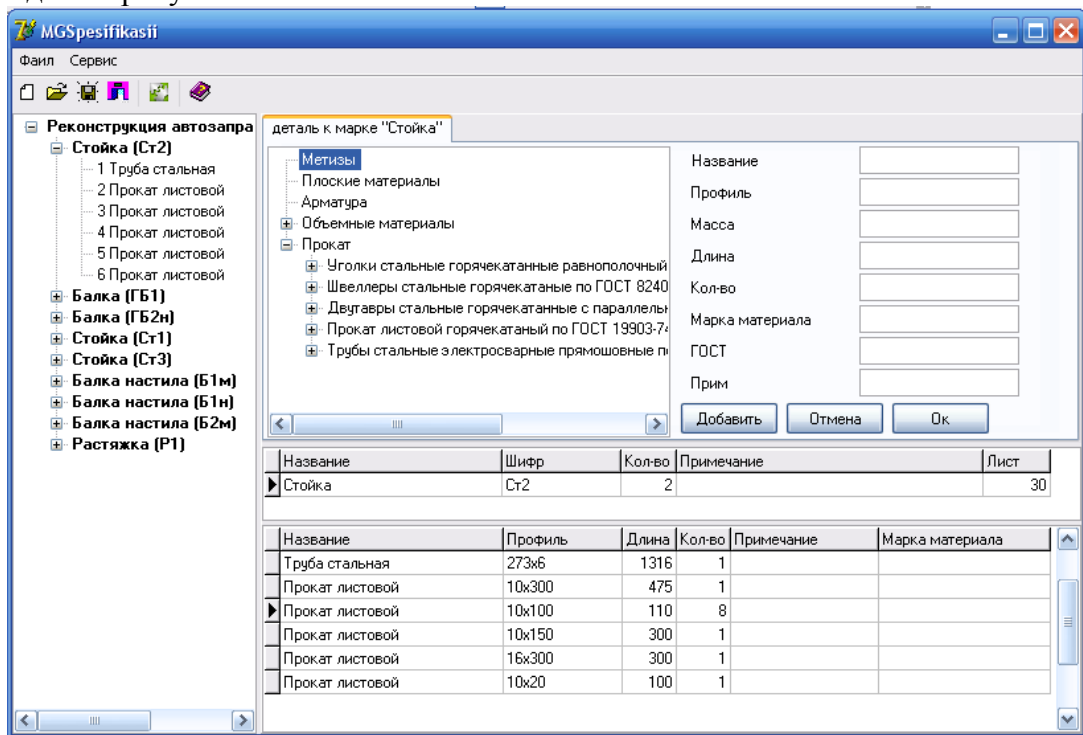 MGSpesifikasii
Фаил Сервис
Реконструкция автозапра
Стойка (Ст2)
1 Труба стальная
2 Прокат листовой
3 Прокат листовой
4 Прокат листовой
5 Прокат листовой
6 Прокат листовой
Балка (ГБ1)
Балка (ГБ2н)
Стойка (Ст1)
Стойка (Ст3)
Балка настила (Б1м)
Балка настила (Б1н)
Балка настила (Б2м)
Растяжка (Р1)
деталь к марке "Стойка"
Метизы
Плоские материалы
Арматура
Объемные материалы
Прокат
Уголки стальные горячекатанные равнополочный
Швеллеры стальные горячекатаные по ГОСТ 8240
Двутавры стальные горячекатанные с параллельн
Прокат листовой горячекатаный по ГОСТ 19903-74
Трубы стальные электросварные прямошовные п
Название
Профиль
Масса
Длина
Кол-во
Марка материала
ГОСТ
Прим
Добавить Отмена Ок
Название Шифр Кол-во Примечание Лист
Стойка Ст2 2 30
Название Профиль Длина Кол-во Примечание Марка материала
Труба стальная 273x6 1316 1
Прокат листовой 10x300 475 1
Прокат листовой 10x100 110 8
Прокат листовой 10x150 300 1
Прокат листовой 16x300 300 1
Прокат листовой 10x20 100 1